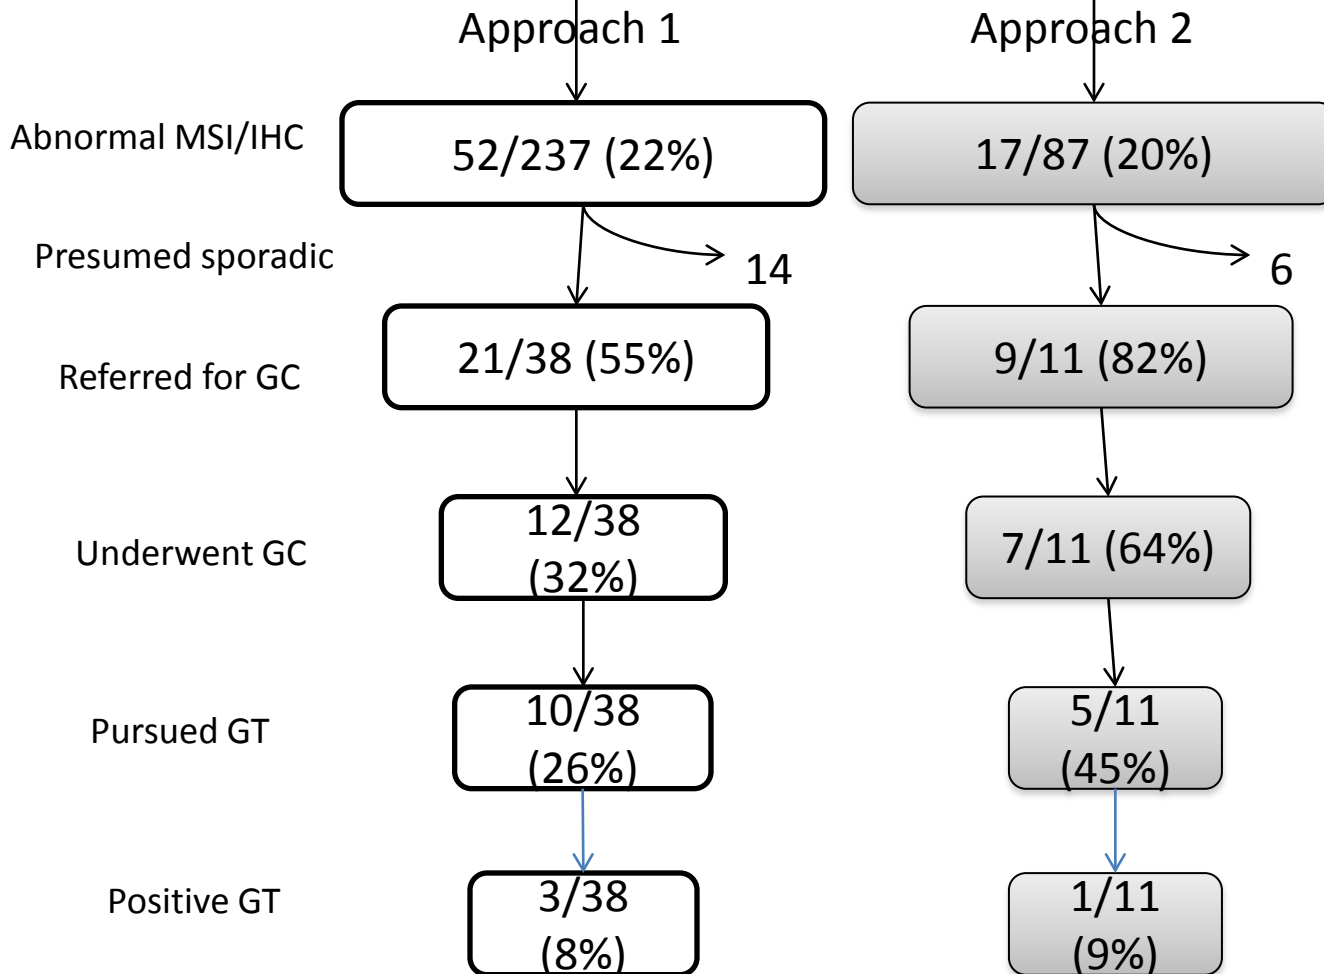 Approach 1
Approach 2
Abnormal MSI/IHC
52/237 (22%)
17/87 (20%)
Presumed sporadic
14
6
Referred for GC
21/38 (55%)
9/11 (82%)
Underwent GC
12/38
(32%)
7/11 (64%)
Pursued GT
10/38
(26%)
5/11
(45%)
Positive GT
3/38
(8%)
1/11
(9%)